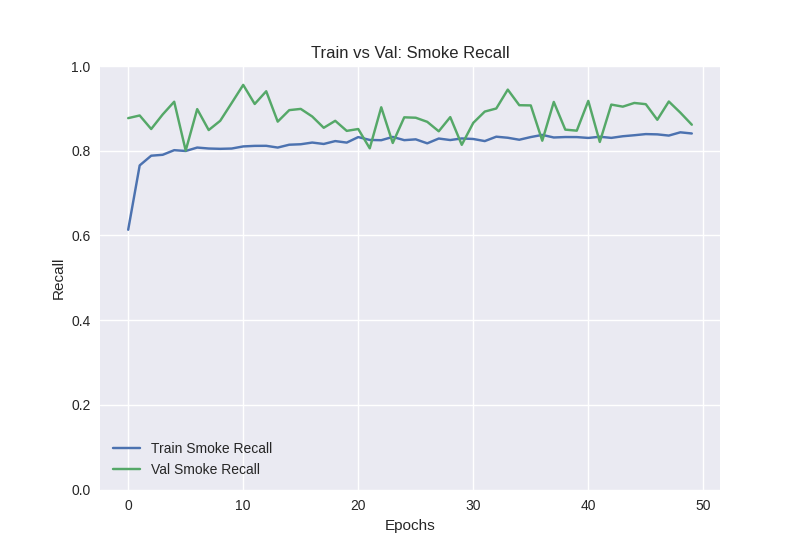 Train vs Val: Smoke Recall
1.0
0.8
0.6
0.4
0.2
0.0
Recall
Train Smoke Recall
Val Smoke Recall
0 10 20 30 40 50
Epochs